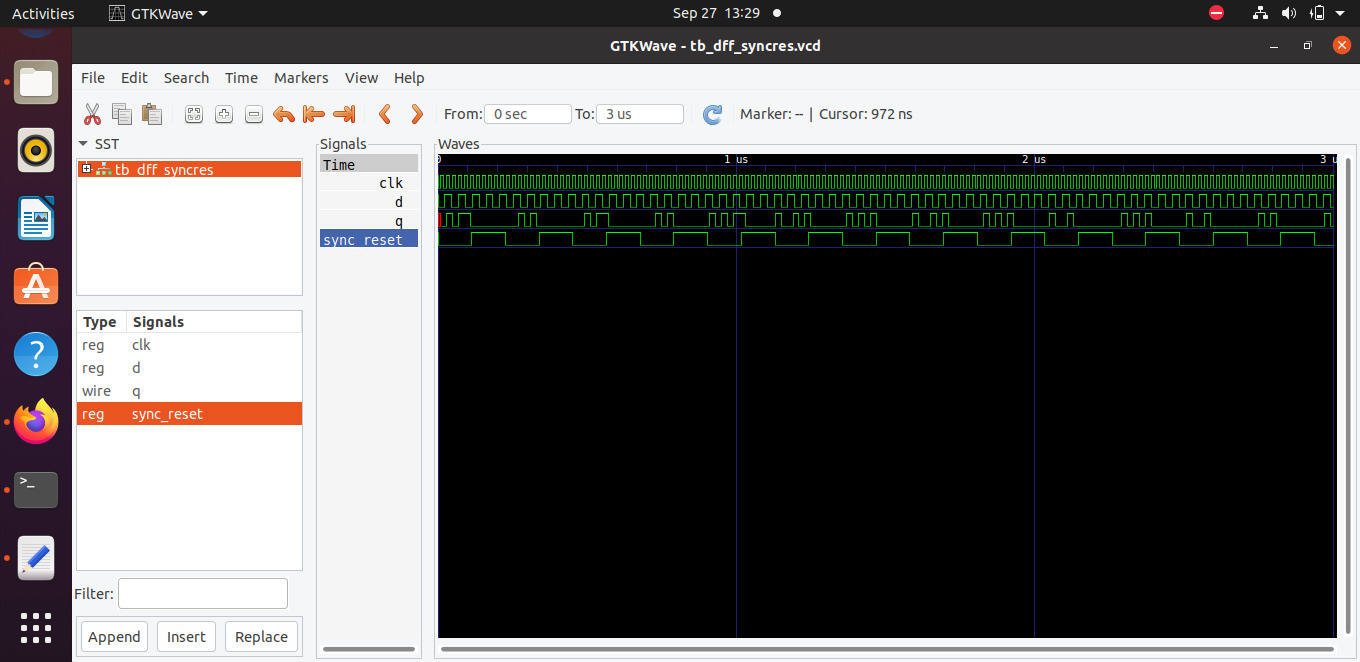 Activities GTKWave Sep 27 13:29
GTKWave - tb_dff_syncres.vcd
File Edit Search Time Markers View Help
From: 0 sec To: 3 us Marker: -- | Cursor: 972 ns
SST
tb_dff_syncres
Type Signals
reg clk
reg d
wire q
reg sync_reset
Filter:
Append Insert Replace
Signals
Time
clk
d
q
sync_reset
Waves
0 1 us 2 us 3 u